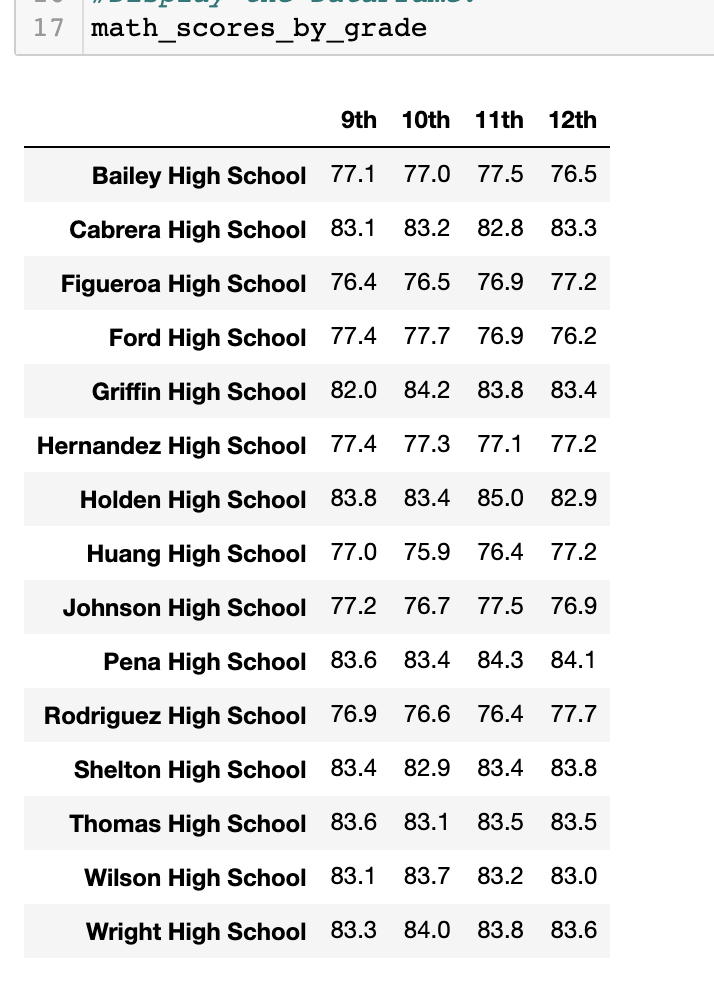 17 math_scores_by_grade
9th 10th 11th 12th
Bailey High School 77.1 77.0 77.5 76.5
Cabrera High School 83.1 83.2 82.8 83.3
Figueroa High School 76.4 76.5 76.9 77.2
Ford High School 77.4 77.7 76.9 76.2
Griffin High School 82.0 84.2 83.8 83.4
Hernandez High School 77.4 77.3 77.1 77.2
Holden High School 83.8 83.4 85.0 82.9
Huang High School 77.0 75.9 76.4 77.2
Johnson High School 77.2 76.7 77.5 76.9
Pena High School 83.6 83.4 84.3 84.1
Rodriguez High School 76.9 76.6 76.4 77.7
Shelton High School 83.4 82.9 83.4 83.8
Thomas High School 83.6 83.1 83.5 83.5
Wilson High School 83.1 83.7 83.2 83.0
Wright High School 83.3 84.0 83.8 83.6